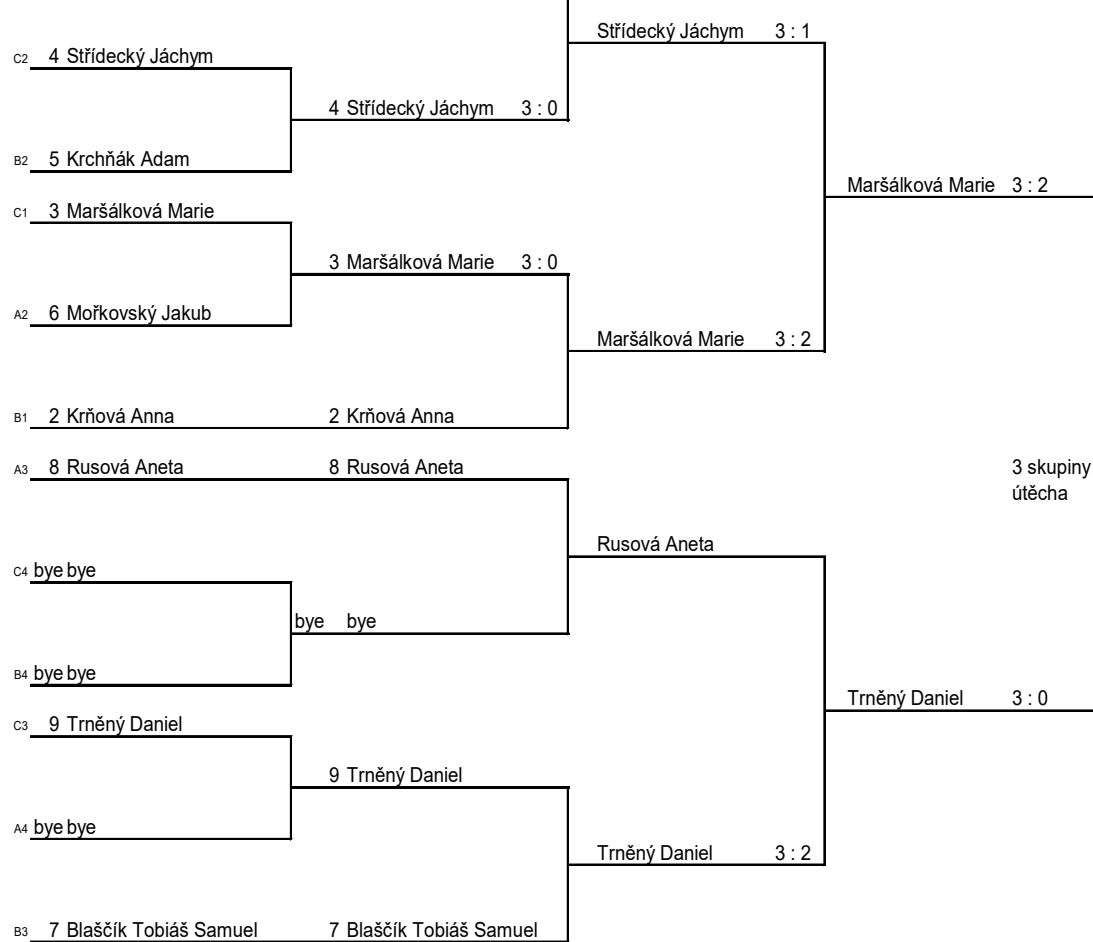 Střídecký Jáchym 3 : 1
C2 4 Střídecký Jáchym
4 Střídecký Jáchym 3 : 0
B2 5 Krchňák Adam
Maršálková Marie 3 : 2
C1 3 Maršálková Marie
3 Maršálková Marie 3 : 0
A2 6 Mořkovský Jakub
Maršálková Marie 3 : 2
B1 2 Krňová Anna 2 Krňová Anna
A3 8 Rusová Aneta 8 Rusová Aneta 3 skupiny
útěcha
Rusová Aneta
C4 bye bye
bye bye
B4 bye bye
Trněný Daniel 3 : 0
C3 9 Trněný Daniel
9 Trněný Daniel
A4 bye bye
Trněný Daniel 3 : 2
B3 7 Blaščík Tobiáš Samuel 7 Blaščík Tobiáš Samuel